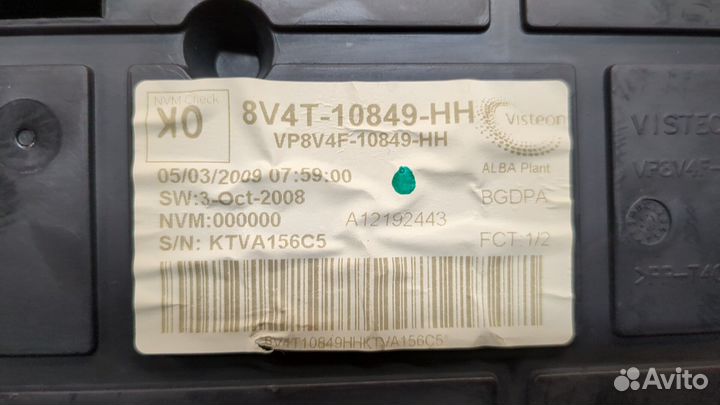 NVM Check
OK
8V4T-10849-HH
VP8V4F-10849-HH
Visteon
ALBA Plant
05/03/2009 07:59:00
SW:3-Oct-2008
BGDPA
NVM:000000
A12192443
S/N: KTVA156C5
FCT:1/2
8V4T10849HHKTVA156C5
VISTEON
VP8V4F-
Avito